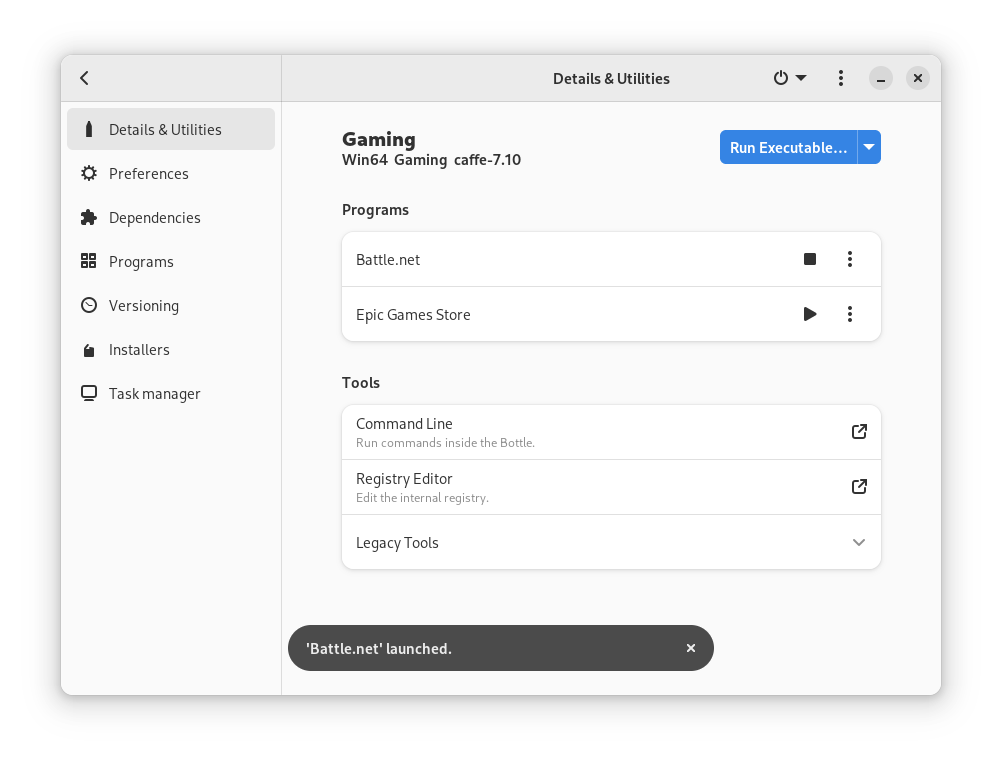 Details & Utilities
Details & Utilities
Preferences
Dependencies
Programs
Versioning
Installers
Task manager
Gaming
Win64 Gaming caffe-7.10
Run Executable...
Programs
Battle.net
Epic Games Store
Tools
Command Line
Run commands inside the Bottle.
Registry Editor
Edit the internal registry.
Legacy Tools
'Battle.net' launched.